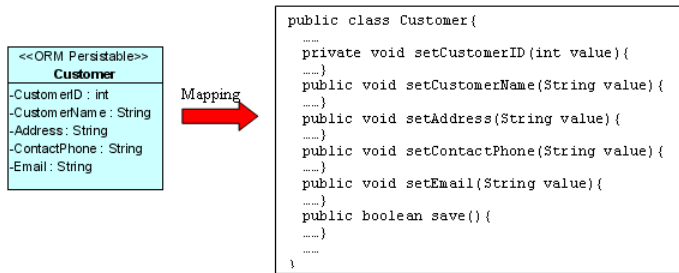 <<ORM Persistable>>
Customer
-CustomerID : int
-CustomerName : String
-Address : String
-ContactPhone : String
-Email : String
Mapping
public class Customer{
......
private void setCustomerID(int value){
......}
public void setCustomerName(String value){
......}
public void setAddress(String value){
......}
public void setContactPhone(String value){
......}
public void setEmail(String value){
......}
public boolean save(){
......}
......
}